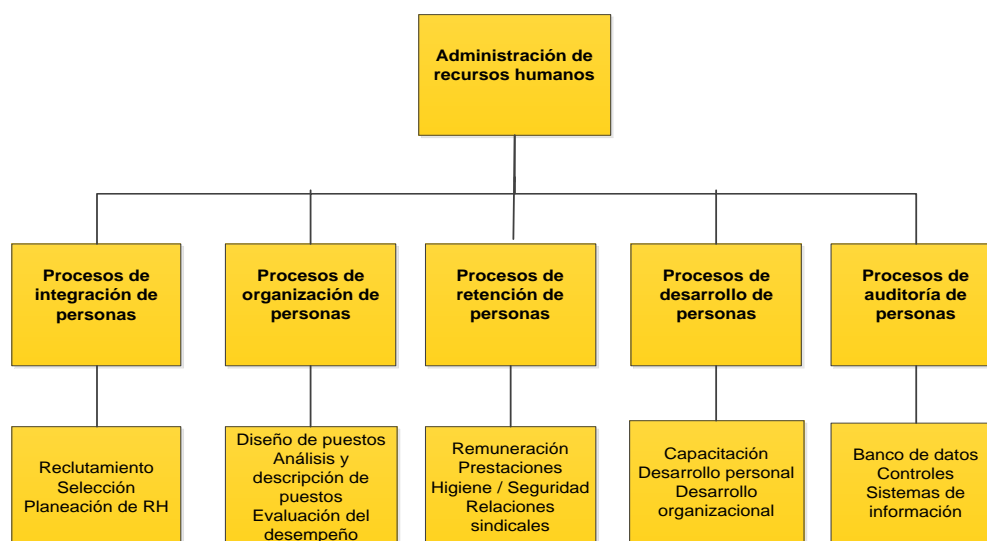 Administración de
recursos humanos
Procesos de
integración de
personas
Procesos de
organización de
personas
Procesos de
retención de
personas
Procesos de
desarrollo de
personas
Procesos de
auditoría de
personas
Reclutamiento
Selección
Planeación de RH
Diseño de puestos
Análisis y
descripción de
puestos
Evaluación del
desempeño
Remuneración
Prestaciones
Higiene / Seguridad
Relaciones
sindicales
Capacitación
Desarrollo personal
Desarrollo
organizacional
Banco de datos
Controles
Sistemas de
información